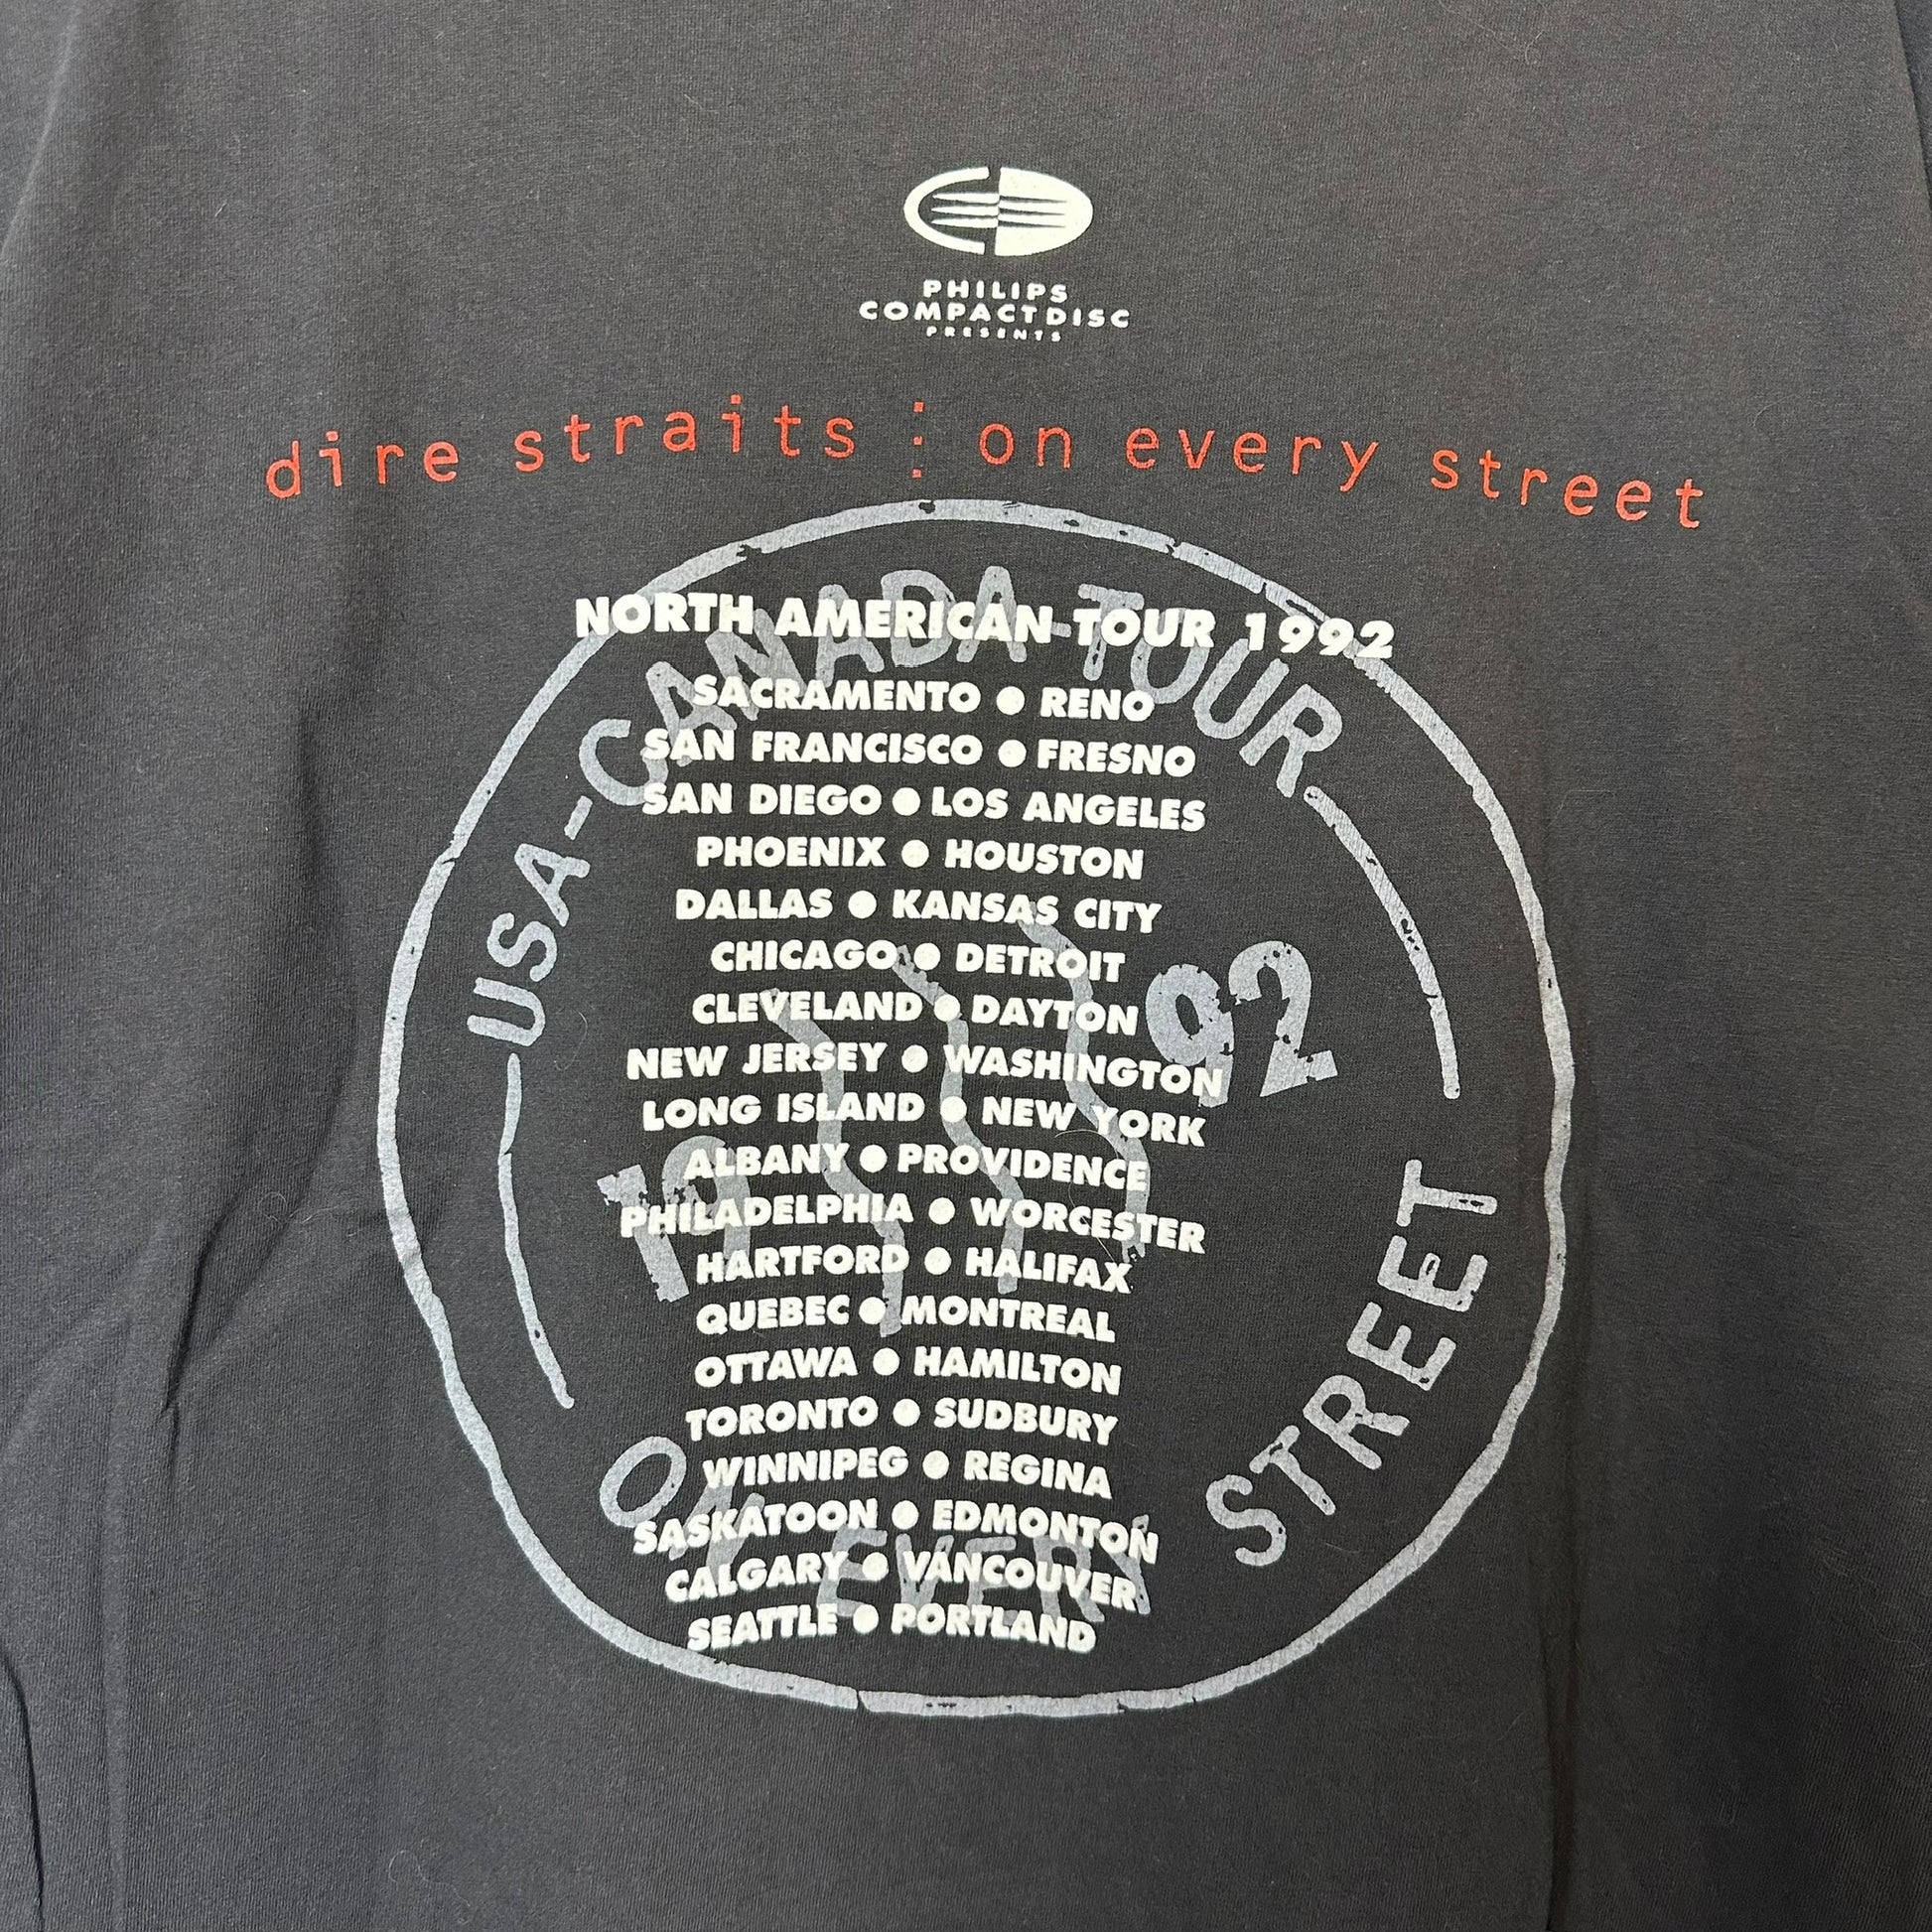 PHILIPS
COMPACT DISC
PRESENTS
dire straits : on every street
NORTH AMERICAN TOUR 1992
SACRAMENTO ● RENO
SAN FRANCISCO ● FRESNO
SAN DIEGO ● LOS ANGELES
PHOENIX ● HOUSTON
DALLAS ● KANSAS CITY
CHICAGO ● DETROIT
CLEVELAND ● DAYTON
NEW JERSEY ● WASHINGTON
LONG ISLAND ● NEW YORK
ALBANY ● PROVIDENCE
PHILADELPHIA ● WORCESTER
HARTFORD ● HALIFAX
QUEBEC ● MONTREAL
OTTAWA ● HAMILTON
TORONTO ● SUDBURY
WINNIPEG ● REGINA
SASKATOON ● EDMONTON
CALGARY ● VANCOUVER
SEATTLE ● PORTLAND
USA-CANADA-TOUR
1992
ON EVERY STREET